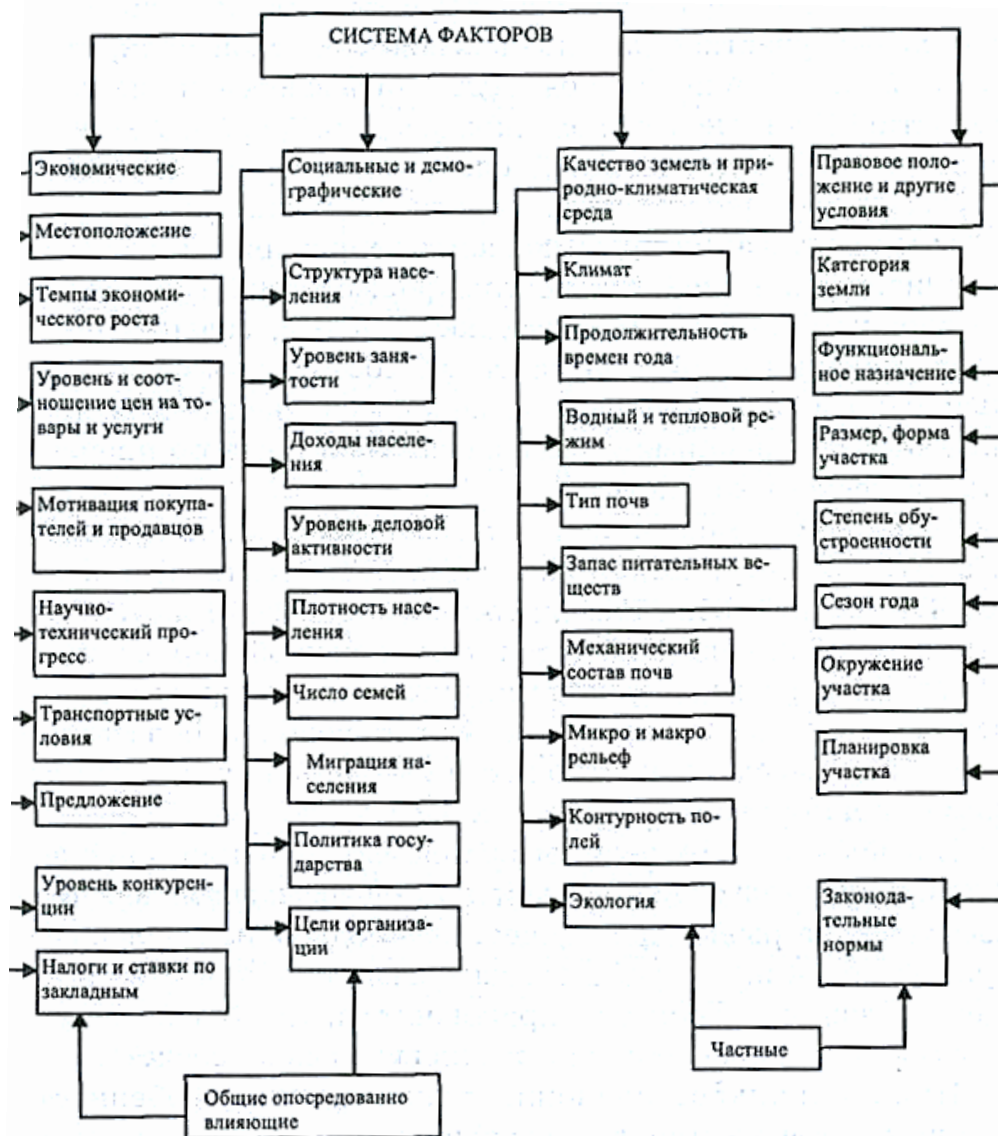 СИСТЕМА ФАКТОРОВ
Экономические
Местоположение
Темпы экономи-
ческого роста
Уровень и соот-
ношение цен на то-
вары и услуги
Мотивация покупа-
телей и продавцов
Научно-
технический про-
гресс
Транспортные ус-
ловия
Предложение
Уровень конкурен-
ции
Налоги и ставки по
закладным
Социальные и демо-
графические
Структура насе-
ления
Уровень заня-
тости
Доходы населе-
ния
Уровень деловой
активности
Плотность насе-
ления
Число семей
Миграция на-
селения
Политика госу-
дарства
Цели организа-
ции
Качество земель и при-
родно-климатическая
среда
Климат
Продолжительность
времен года
Водный и тепловой ре-
жим
Тип почв
Запас питательных ве-
ществ
Механический
состав почв
Микро и макро
рельеф
Контурность по-
лей
Экология
Правовое поло-
жение и другие
условия
Категория
земли
Функциональ-
ное назначение
Размер, форма
участка
Степень обу-
строенности
Сезон года
Окружение
участка
Планировка
участка
Законода-
тельные
нормы
Частные
Общие опосредованно
влияющие